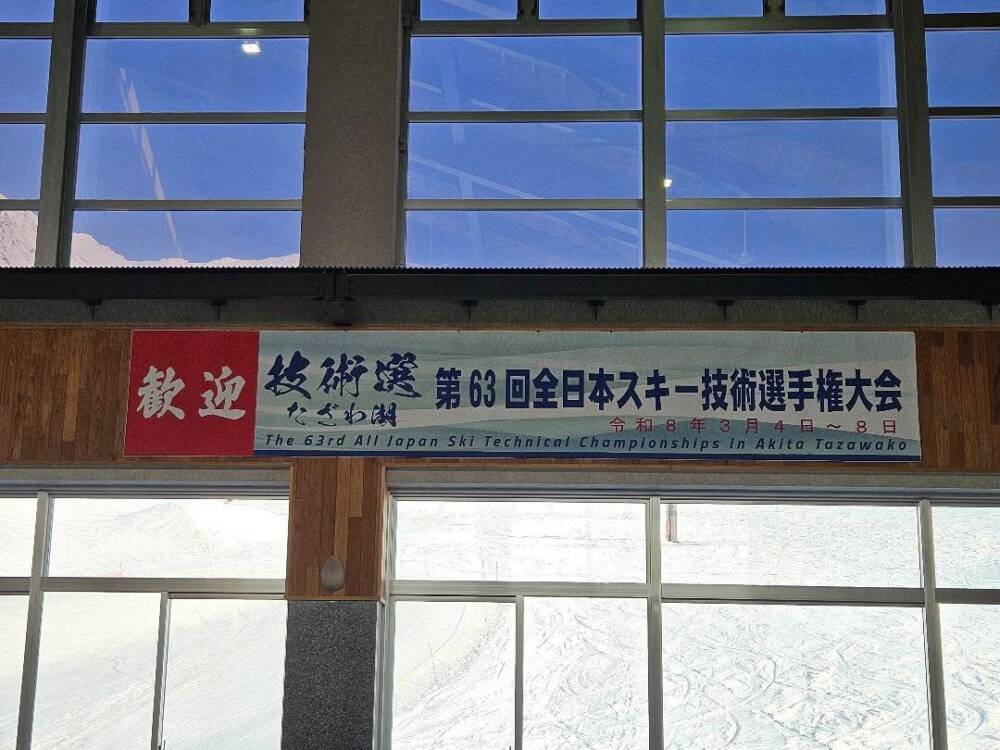 歓迎
技術選
たざわ湖
第63回全日本スキー技術選手権大会
令和8年3月4日～8日
The 63rd All Japan Ski Technical Championships in Akita Tazawako